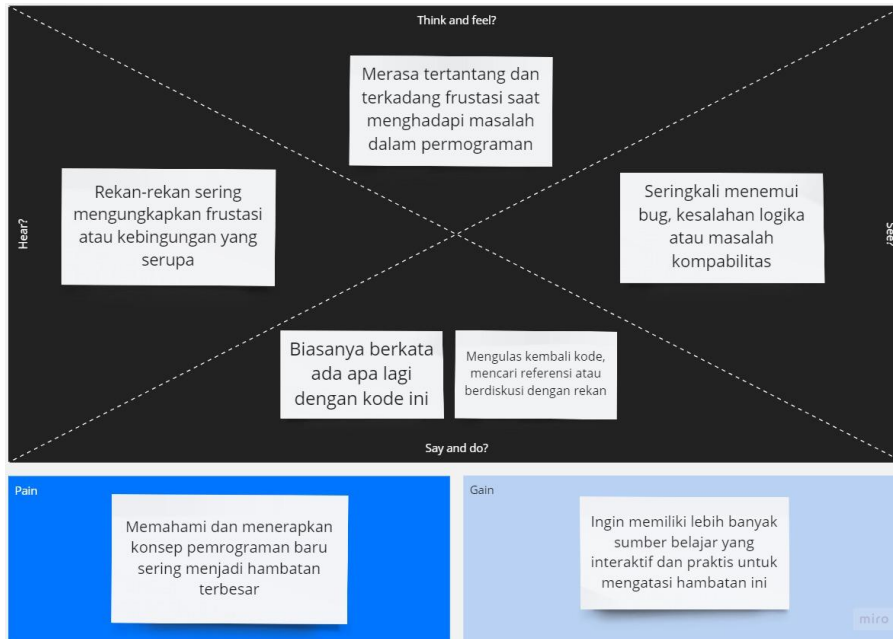 Think and feel?
Merasa tertantang dan
terkadang frustasi saat
menghadapi masalah
dalam permograman
Hear?
Rekan-rekan sering
mengungkapkan frustasi
atau kebingungan yang
serupa
Seringkali menemui
bug, kesalahan logika
atau masalah
kompabilitas
See?
Biasanya berkata
ada apa lagi
dengan kode ini
Mengulas kembali kode,
mencari referensi atau
berdiskusi dengan rekan
Say and do?
Pain
Memahami dan menerapkan
konsep pemrograman baru
sering menjadi hambatan
terbesar
Gain
Ingin memiliki lebih banyak
sumber belajar yang
interaktif dan praktis untuk
mengatasi hambatan ini
miro